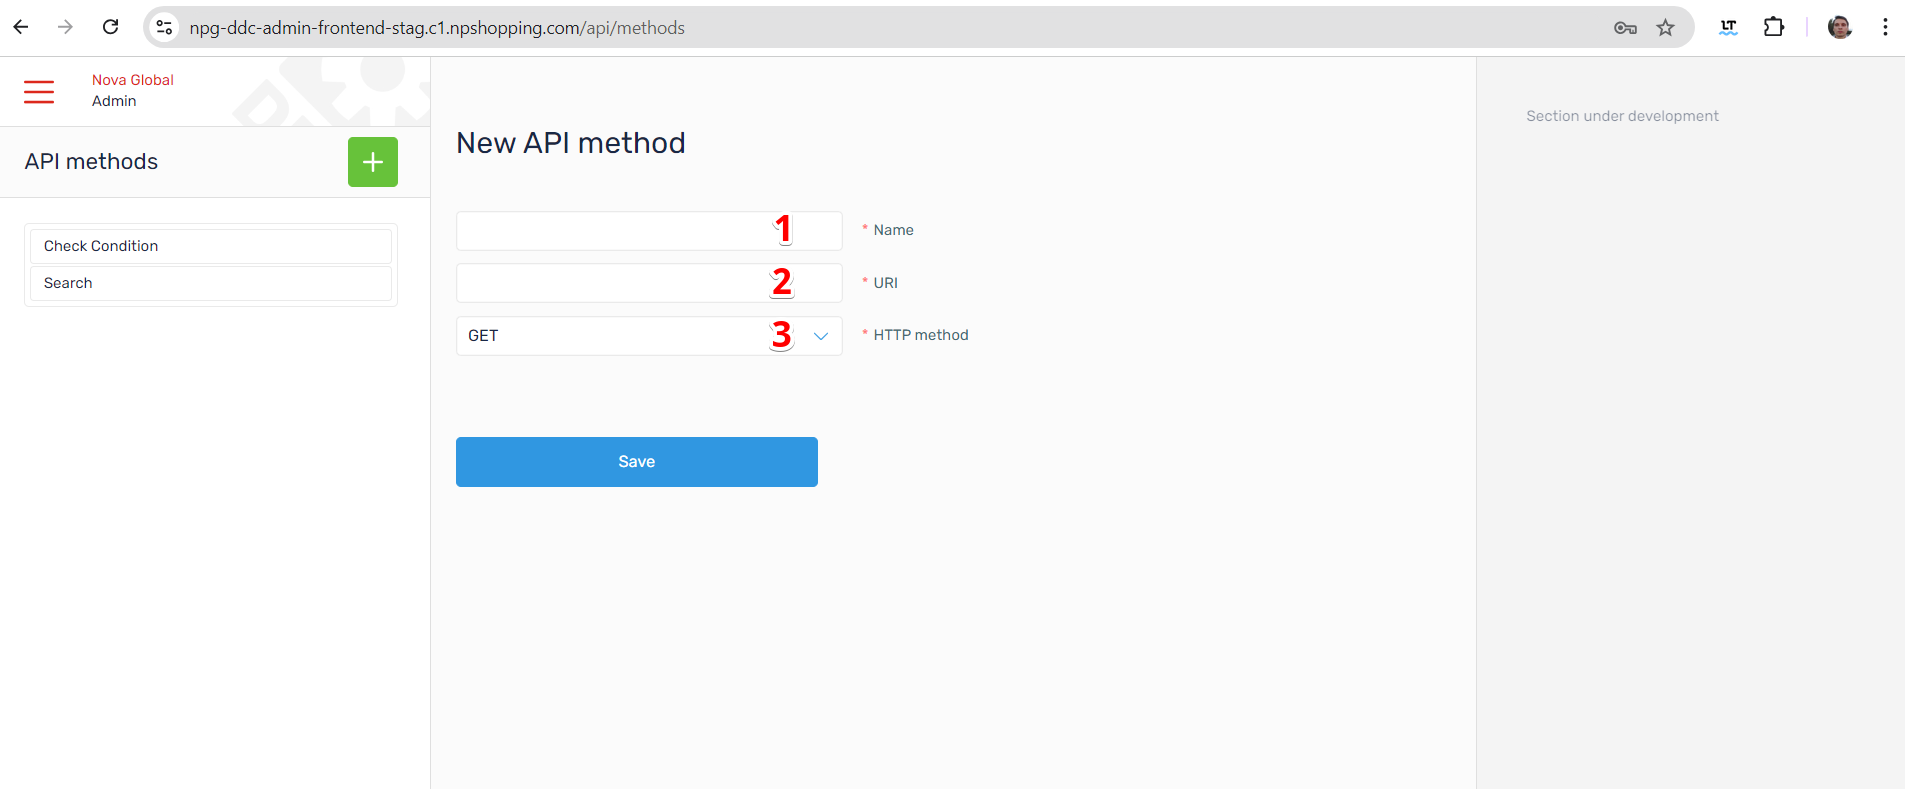 npg-ddc-admin-frontend-stag.c1.npshopping.com/api/methods
LT
Nova Global
Admin
API methods
Check Condition
Search
New API method
1
* Name
2
* URI
GET
3
* HTTP method
Save
Section under development